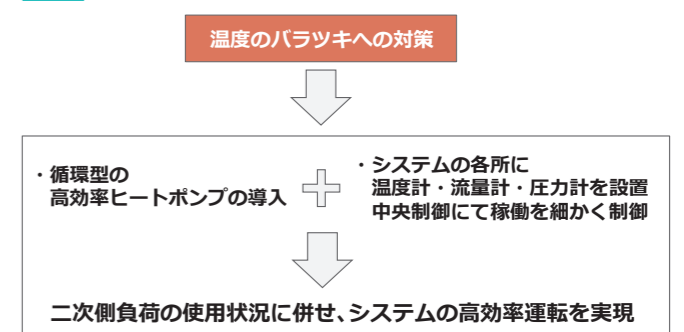 温度のバラツキへの対策
・循環型の
高効率ヒートポンプの導入
・システムの各所に
温度計・流量計・圧力計を設置
中央制御にて稼働を細かく制御
二次側負荷の使用状況に併せ、システムの高効率運転を実現